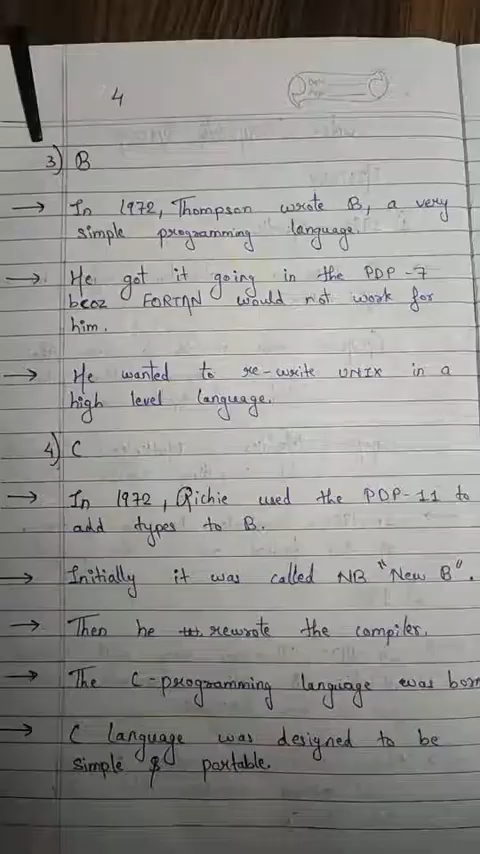 4
Date
Page
3) B
→ In 1972, Thompson wrote B, a very
simple programming language.
→ He got it going in the PDP-7
bcoz FORTAN would not work for
him.
→ He wanted to re-write UNIX in a
high level language.
4) C
→ In 1972, Richie used the PDP-11 to
add types to B.
→ Initially it was called NB "New B".
→ Then he rewrote the compiler.
→ The C-programming language was born
→ C language was designed to be
simple & portable.